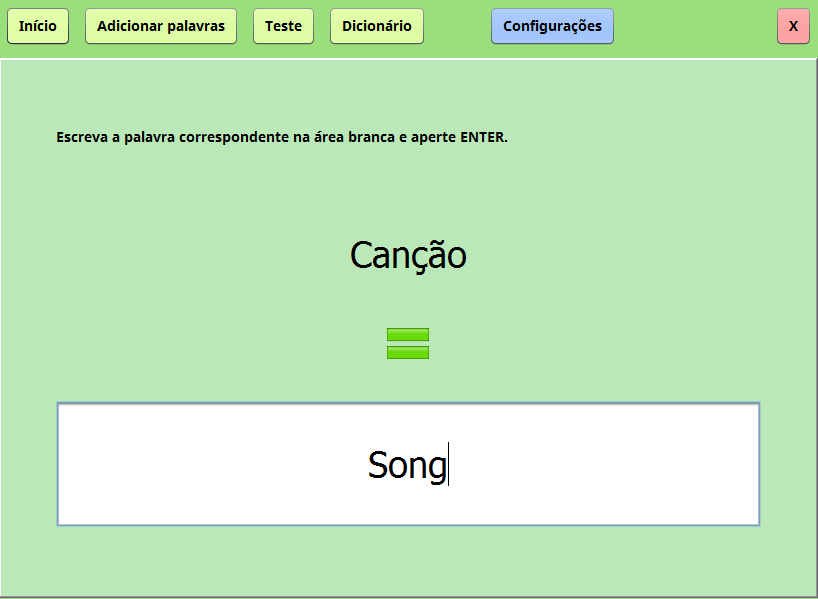 Início Adicionar palavras Teste Dicionário Configurações X
Escreva a palavra correspondente na área branca e aperte ENTER.
Canção
Song